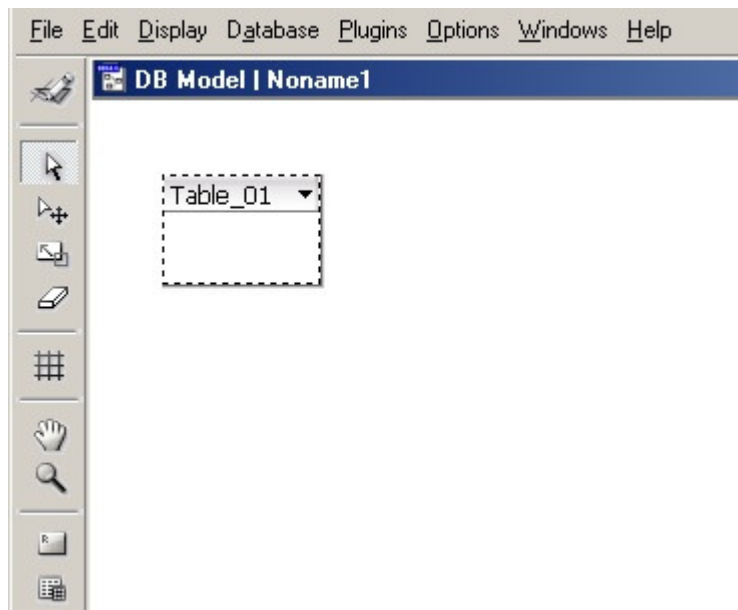 File Edit Display Database Plugins Options Windows Help
DB Model | Noname1
Table_01
R